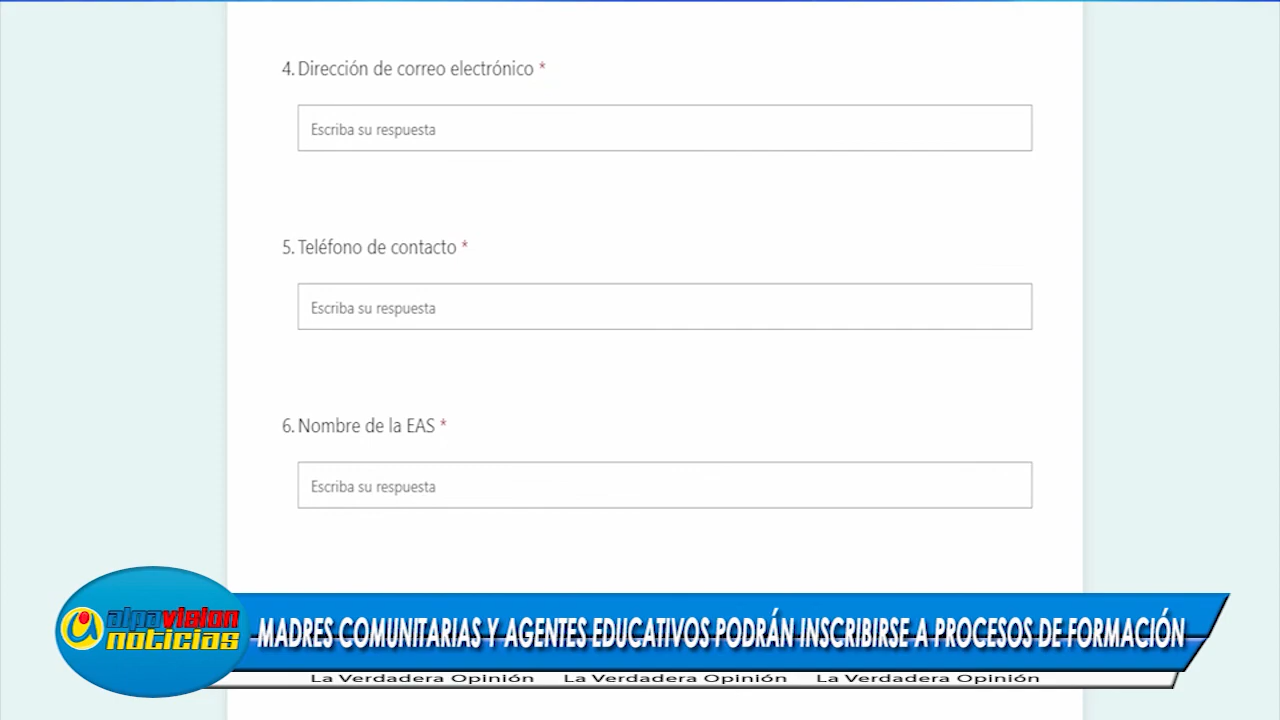 4. Dirección de correo electrónico *
Escriba su respuesta
5. Teléfono de contacto *
Escriba su respuesta
6. Nombre de la EAS *
Escriba su respuesta
alpavision
noticias
MADRES COMUNITARIAS Y AGENTES EDUCATIVOS PODRÁN INSCRIBIRSE A PROCESOS DE FORMACIÓN
La Verdadera Opinión La Verdadera Opinión La Verdadera Opinión